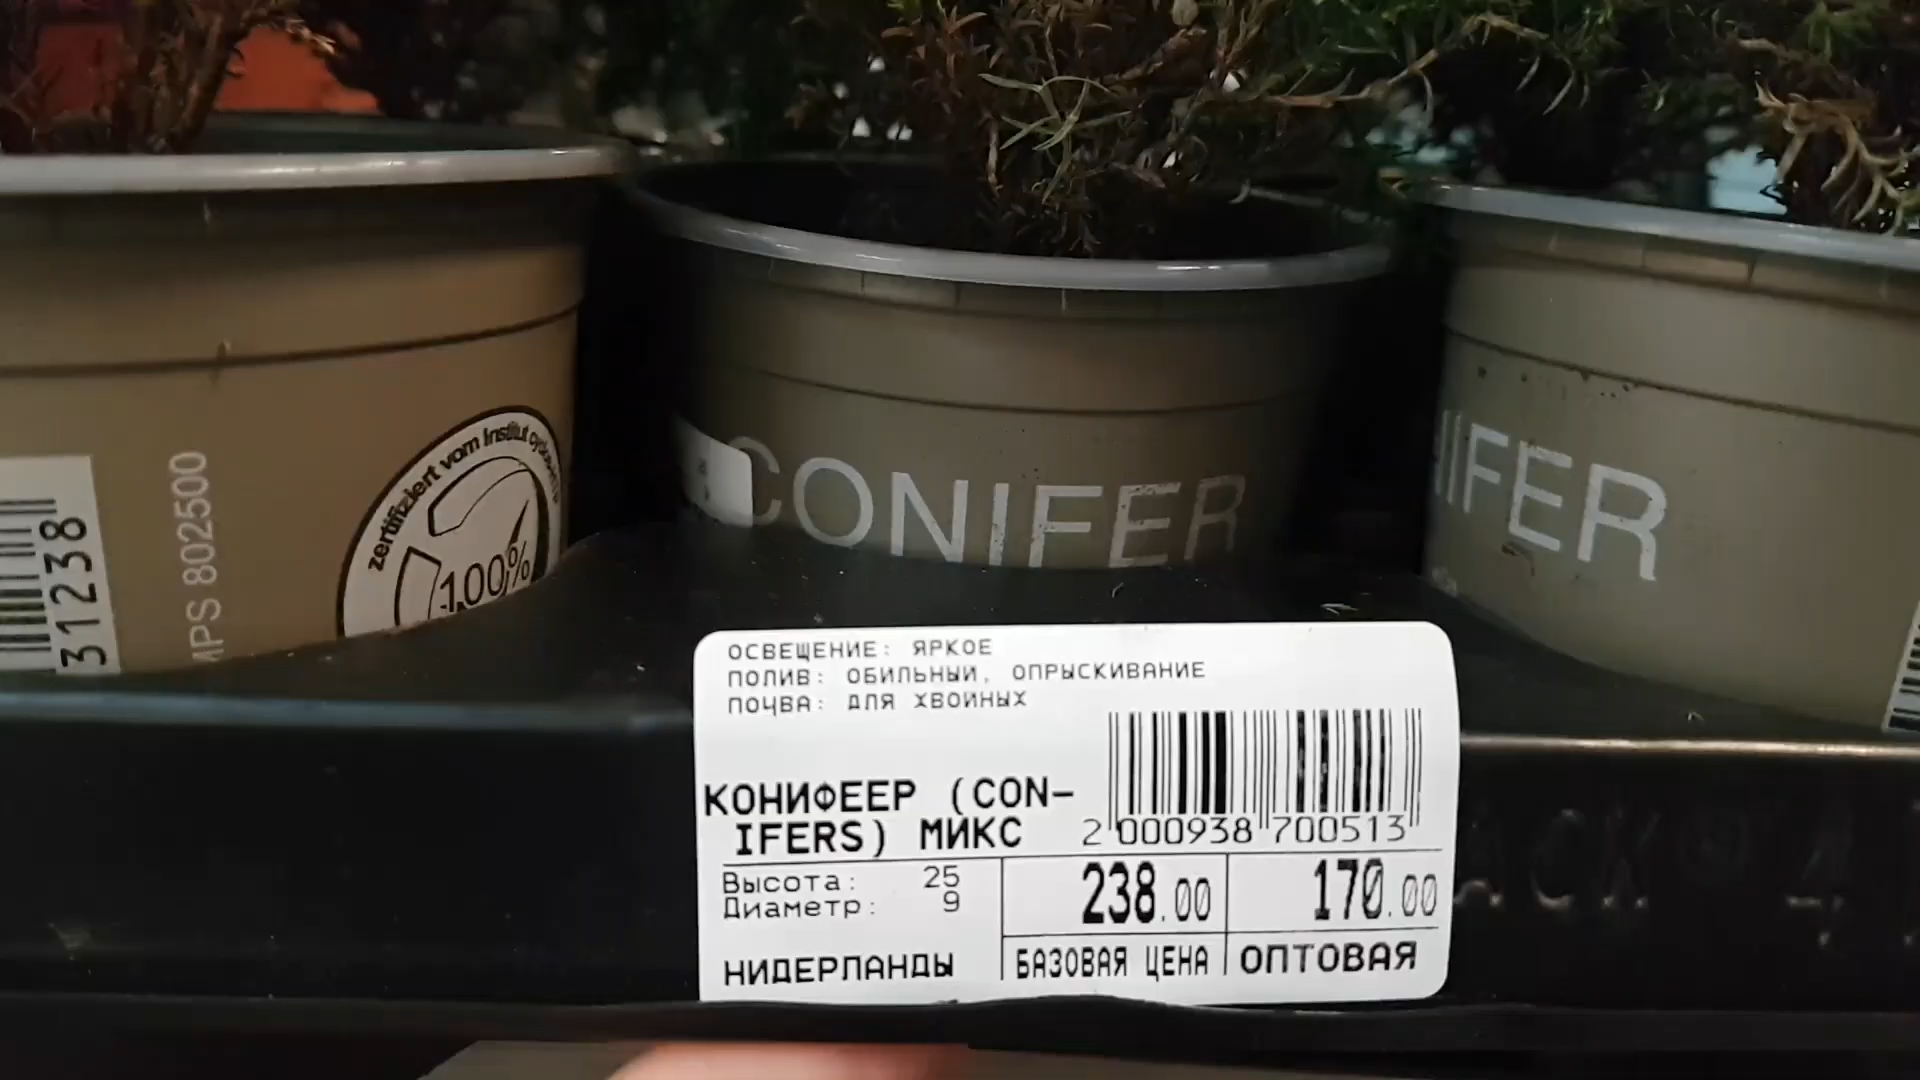 31238
MPS 802500
zertifiziert vom Institut
100%
CONIFER
NIFER
ОСВЕЩЕНИЕ: ЯРКОЕ
ПОЛИВ: ОБИЛЬНЫЙ, ОПРЫСКИВАНИЕ
ПОЧВА: ДЛЯ ХВОЙНЫХ
КОНИФЕЕР (CON-
IFERS) МИКС
2 000938 700513
Высота: 25
Диаметр: 9
238.00
170.00
НИДЕРЛАНДЫ
БАЗОВАЯ ЦЕНА
ОПТОВАЯ